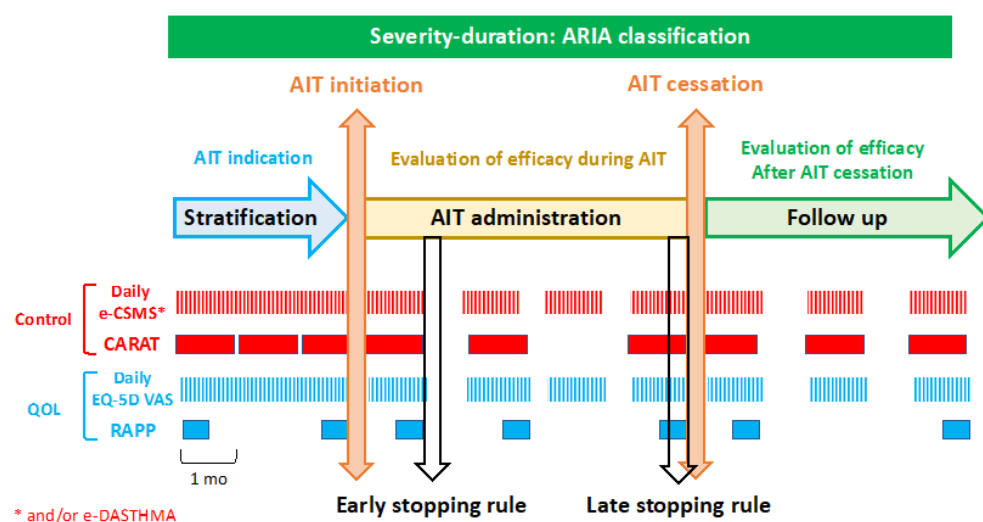 Severity-duration: ARIA classification
AIT initiation
AIT cessation
AIT indication
Evaluation of efficacy during AIT
Evaluation of efficacy
After AIT cessation
Stratification
AIT administration
Follow up
Control
Daily
e-CSMS*
CARAT
QOL
Daily
EQ-5D VAS
RAPP
1 mo
Early stopping rule
Late stopping rule
* and/or e-DASTHMA